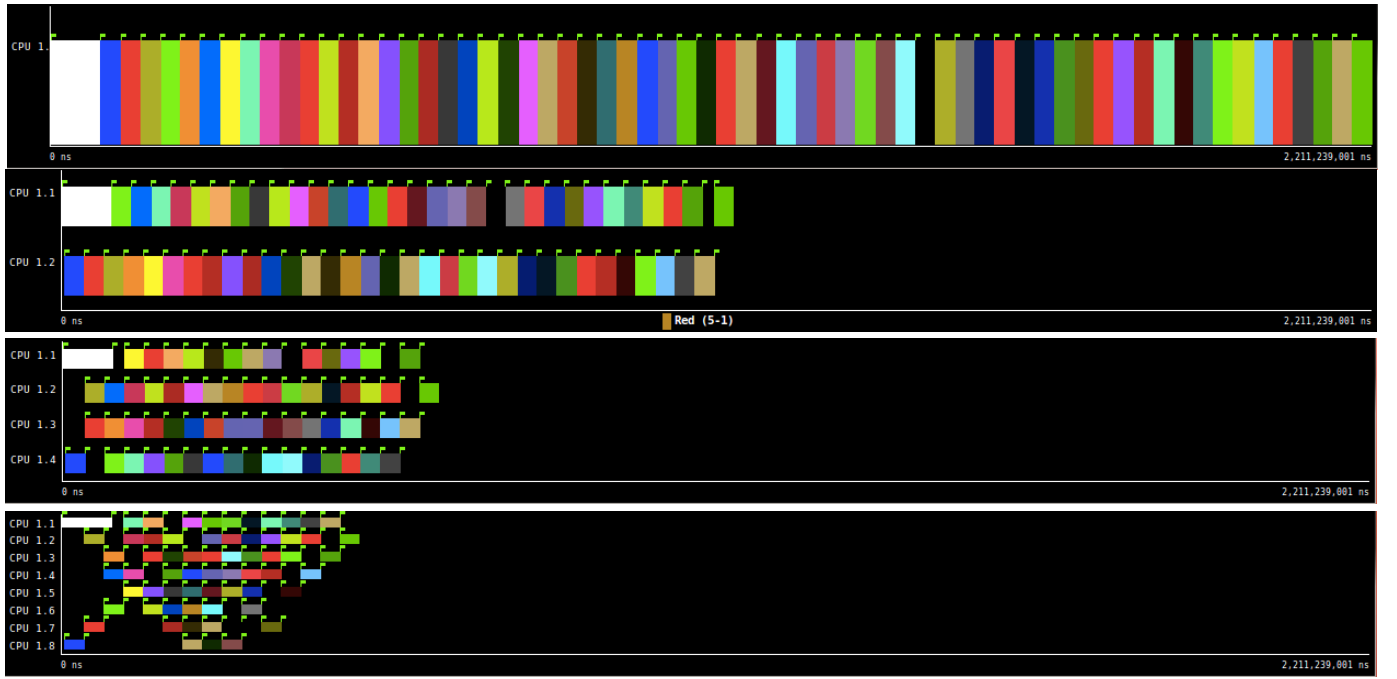 CPU 1.
0 ns 2,211,239,001 ns
CPU 1.1
CPU 1.2
0 ns Red (5-1) 2,211,239,001 ns
CPU 1.1
CPU 1.2
CPU 1.3
CPU 1.4
0 ns 2,211,239,001 ns
CPU 1.1
CPU 1.2
CPU 1.3
CPU 1.4
CPU 1.5
CPU 1.6
CPU 1.7
CPU 1.8
0 ns 2,211,239,001 ns